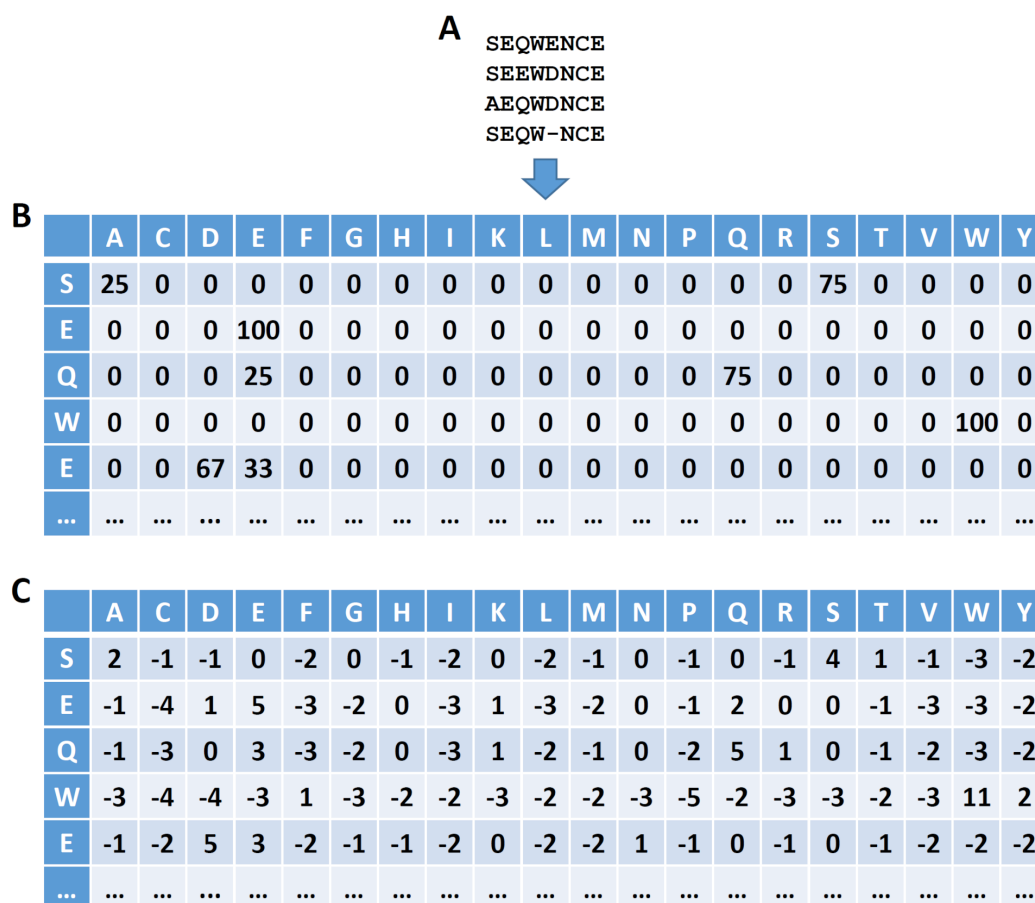 A
SEQWENCE
SEEWDNCE
AEQWDNCE
SEQW-NCE
B
A C D E F G H I K L M N P Q R S T V W Y
S 25 0 0 0 0 0 0 0 0 0 0 0 0 0 0 75 0 0 0 0
E 0 0 0 100 0 0 0 0 0 0 0 0 0 0 0 0 0 0 0 0
Q 0 0 0 25 0 0 0 0 0 0 0 0 0 75 0 0 0 0 0 0
W 0 0 0 0 0 0 0 0 0 0 0 0 0 0 0 0 0 0 100 0
E 0 0 67 33 0 0 0 0 0 0 0 0 0 0 0 0 0 0 0 0
... ... ... ... ... ... ... ... ... ... ... ... ... ... ... ... ... ... ... ... ...
C
A C D E F G H I K L M N P Q R S T V W Y
S 2 -1 -1 0 -2 0 -1 -2 0 -2 -1 0 -1 0 -1 4 1 -1 -3 -2
E -1 -4 1 5 -3 -2 0 -3 1 -3 -2 0 -1 2 0 0 -1 -3 -3 -2
Q -1 -3 0 3 -3 -2 0 -3 1 -2 -1 0 -2 5 1 0 -1 -2 -3 -2
W -3 -4 -4 -3 1 -3 -2 -2 -3 -2 -2 -3 -5 -2 -3 -3 -2 -3 11 2
E -1 -2 5 3 -2 -1 -1 -2 0 -2 -2 1 -1 0 -1 0 -1 -2 -2 -2
... ... ... ... ... ... ... ... ... ... ... ... ... ... ... ... ... ... ... ... ...